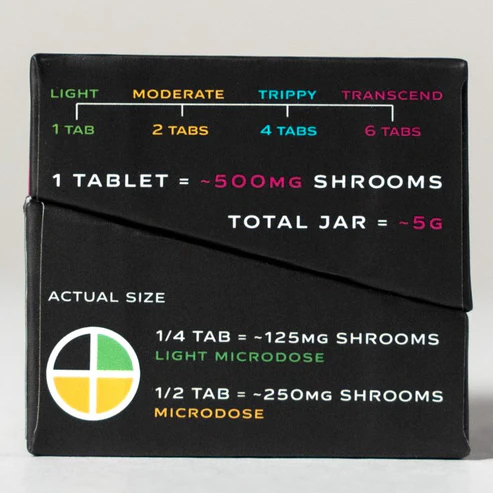 LIGHT MODERATE TRIPPY TRANSCEND
1 TAB 2 TABS 4 TABS 6 TABS
1 TABLET = ~500MG SHROOMS
TOTAL JAR = ~5G
ACTUAL SIZE
1/4 TAB = ~125MG SHROOMS
LIGHT MICRODOSE
1/2 TAB = ~250MG SHROOMS
MICRODOSE